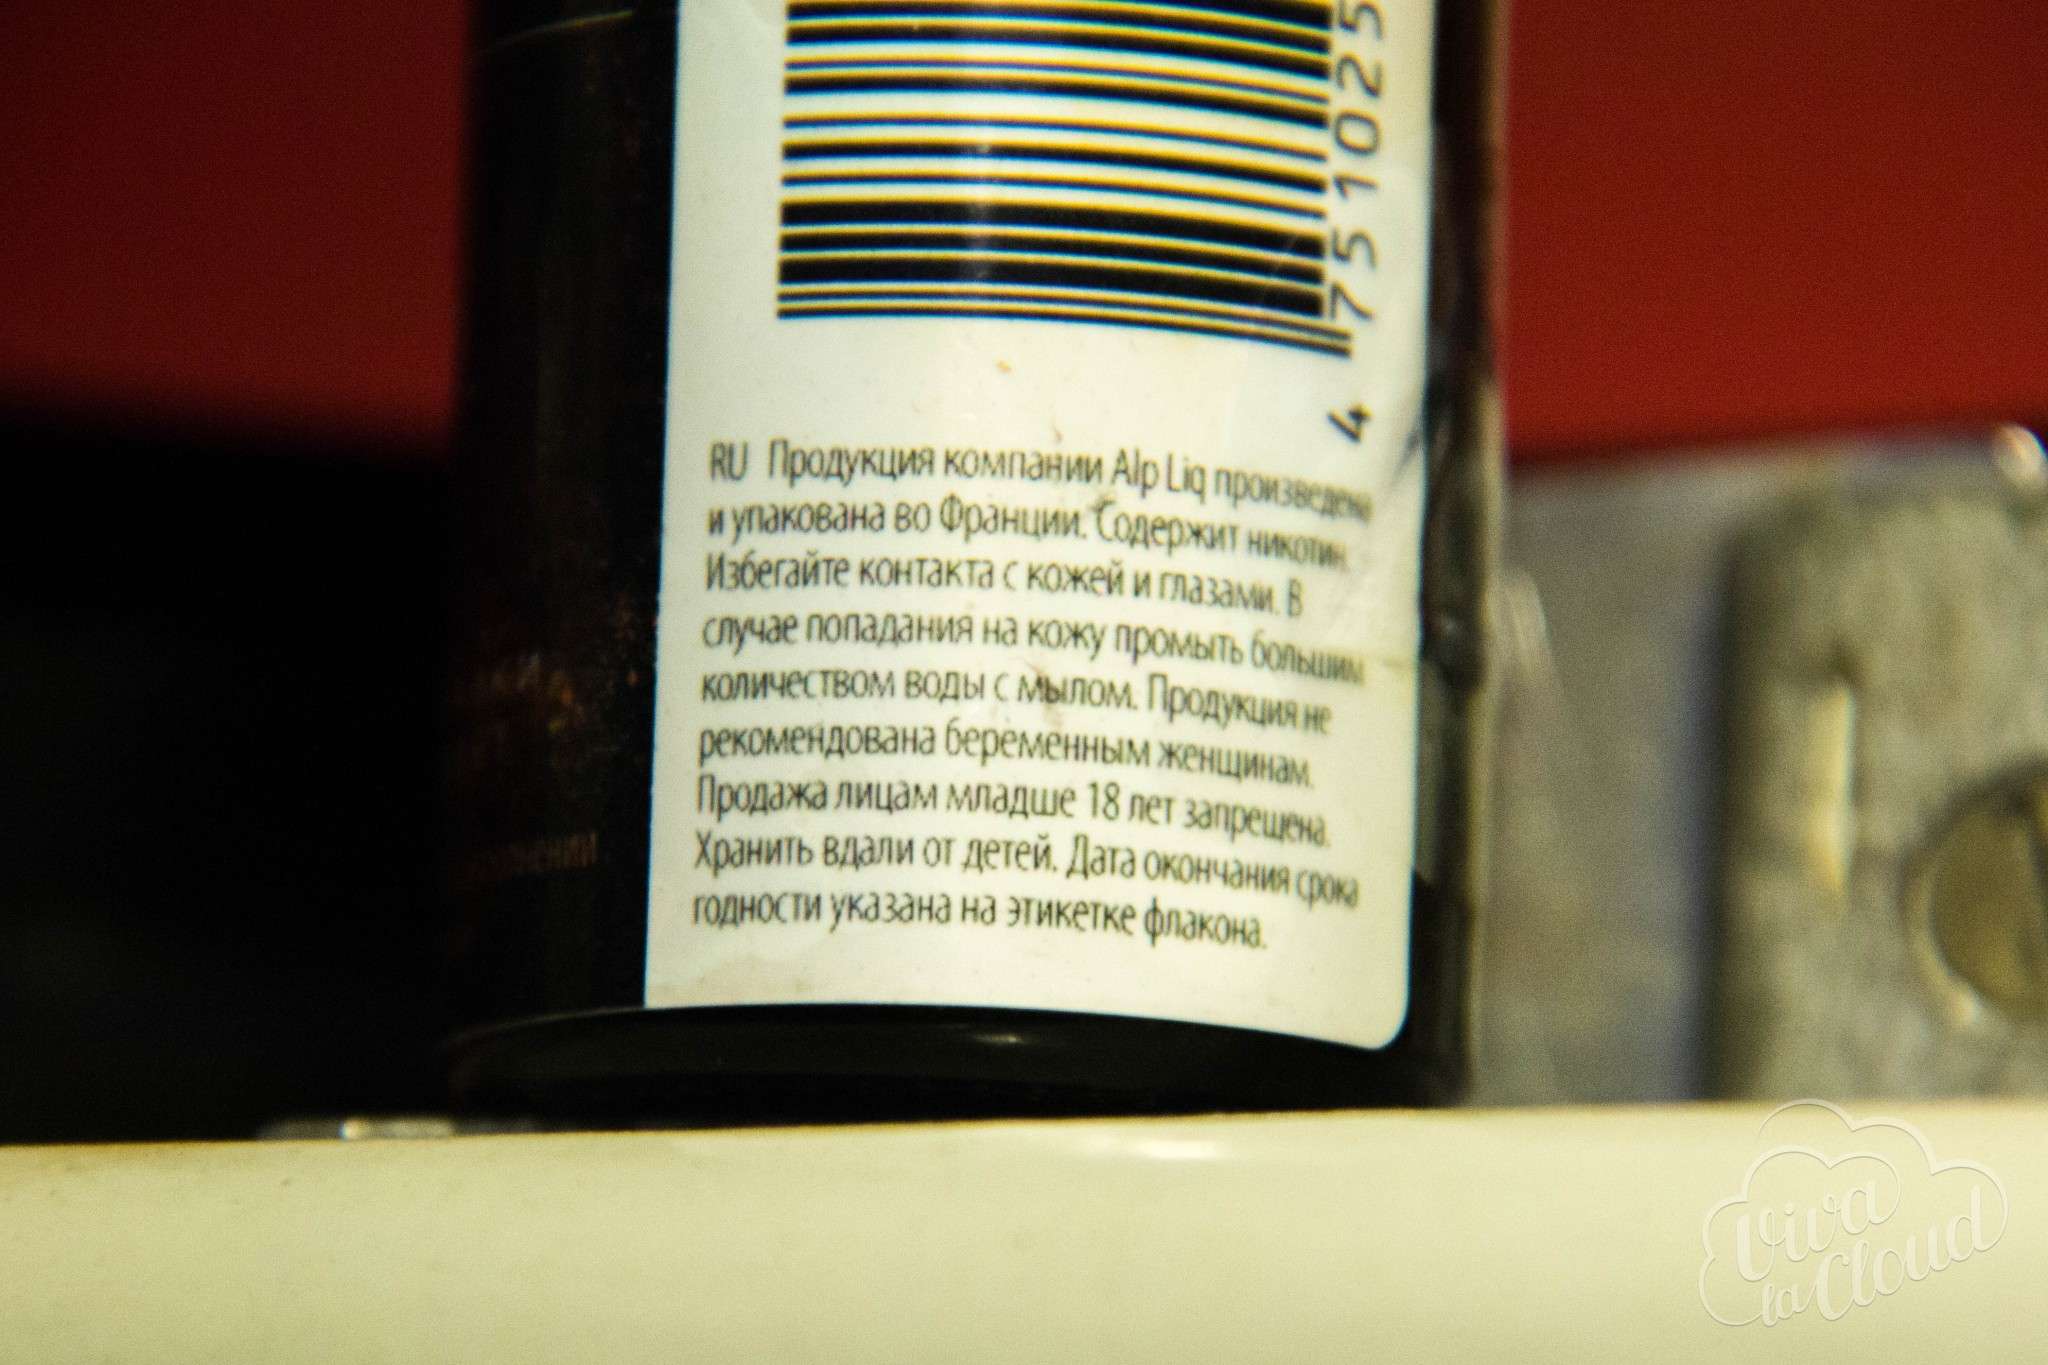 4 751025
RU Продукция компании Alp Liq произведена
и упакована во Франции. Содержит никотин.
Избегайте контакта с кожей и глазами. В
случае попадания на кожу промыть большим
количеством воды с мылом. Продукция не
рекомендована беременным женщинам.
Продажа лицам младше 18 лет запрещена.
Хранить вдали от детей. Дата окончания срока
годности указана на этикетке флакона.
Viva
la Cloud